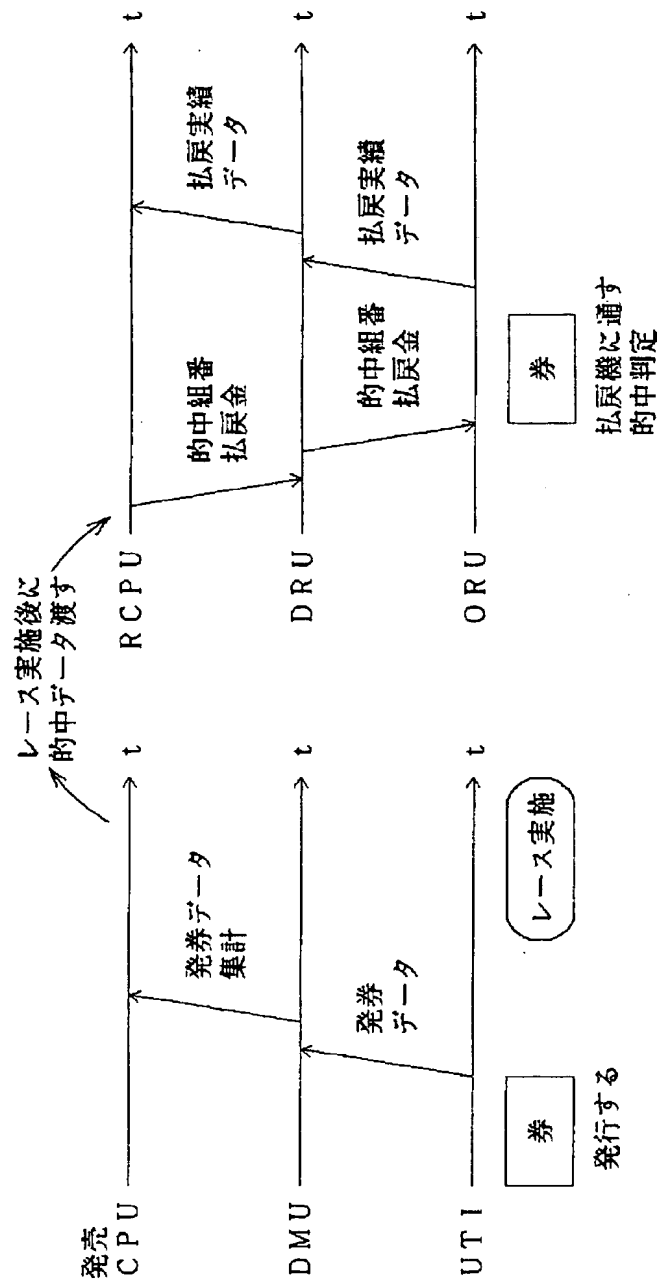 発売
CPU
t
発券データ
集計
DMU
t
発券
データ
UTI
t
券
発行する
レース実施
レース実施後に
的中データ渡す
RCPU
t
的中組番
払戻金
払戻実績
データ
DRU
t
的中組番
払戻金
払戻実績
データ
ORU
t
券
払戻機に通す
的中判定